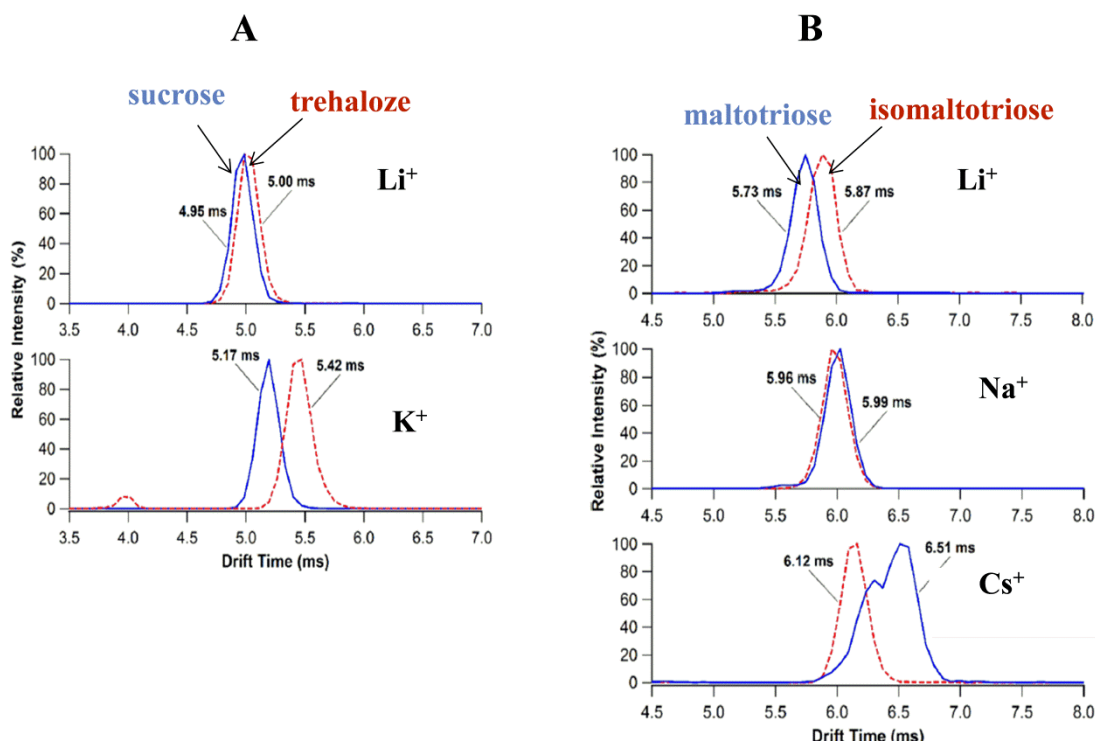 A
sucrose
trehaloze
Relative Intensity (%)
100
80
60
40
20
0
4.95 ms
5.00 ms
Li+
3.5 4.0 4.5 5.0 5.5 6.0 6.5 7.0
100
80
60
40
20
0
5.17 ms
5.42 ms
K+
3.5 4.0 4.5 5.0 5.5 6.0 6.5 7.0
Drift Time (ms)
B
maltotriose
isomaltotriose
Relative Intensity (%)
100
80
60
40
20
0
5.73 ms
5.87 ms
Li+
4.5 5.0 5.5 6.0 6.5 7.0 7.5 8.0
100
80
60
40
20
0
5.96 ms
5.99 ms
Na+
4.5 5.0 5.5 6.0 6.5 7.0 7.5 8.0
100
80
60
40
20
0
6.12 ms
6.51 ms
Cs+
4.5 5.0 5.5 6.0 6.5 7.0 7.5 8.0
Drift Time (ms)